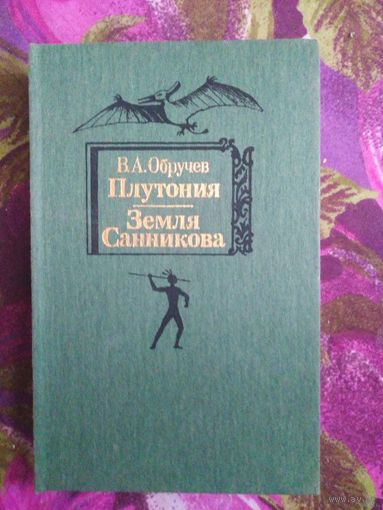 В.А.Обручев
Плутония
Земля
Санникова